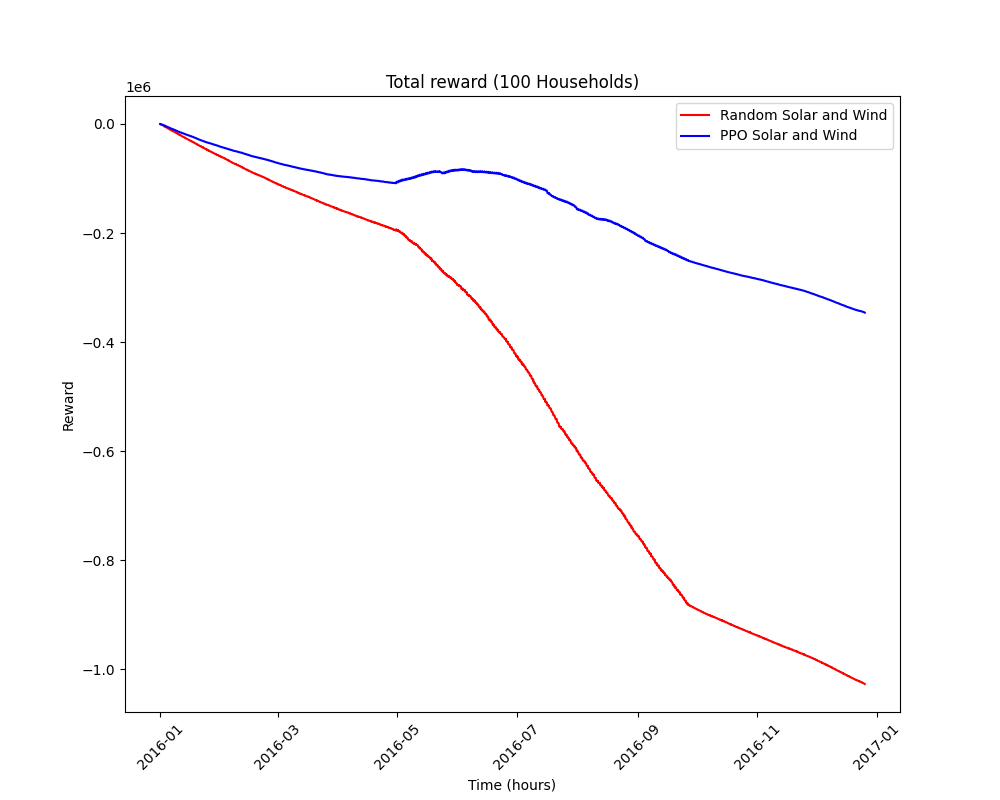 Total reward (100 Households)
1e6
Random Solar and Wind
PPO Solar and Wind
0.0
−0.2
−0.4
−0.6
−0.8
−1.0
Reward
2016-01
2016-03
2016-05
2016-07
2016-09
2016-11
2017-01
Time (hours)